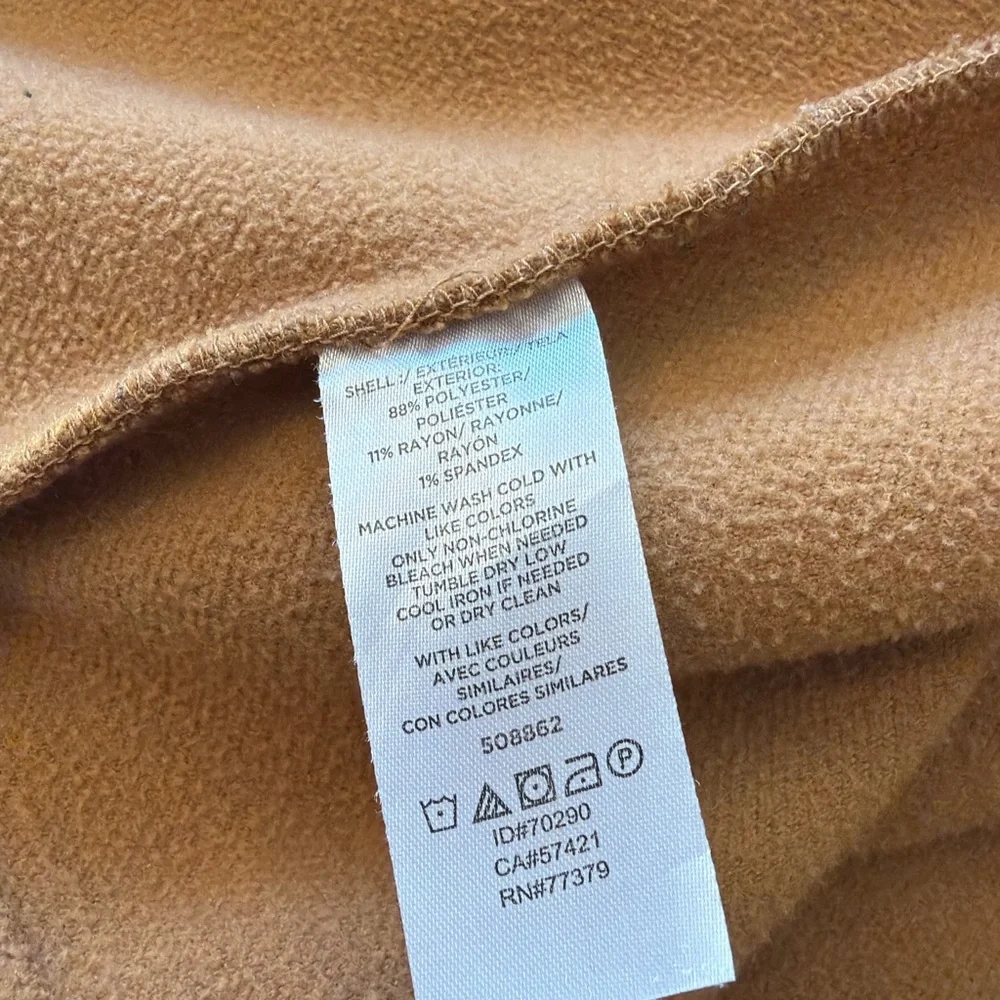 SHELL:/ EXTÉRIEUR:/ TELA
EXTERIOR:
88% POLYESTER/
POLIÉSTER
11% RAYON/ RAYONNE/
RAYÓN
1% SPANDEX
MACHINE WASH COLD WITH
LIKE COLORS
ONLY NON-CHLORINE
BLEACH WHEN NEEDED
TUMBLE DRY LOW
COOL IRON IF NEEDED
OR DRY CLEAN
WITH LIKE COLORS/
AVEC COULEURS
SIMILAIRES/
CON COLORES SIMILARES
508862
P
ID#70290
CA#57421
RN#77379